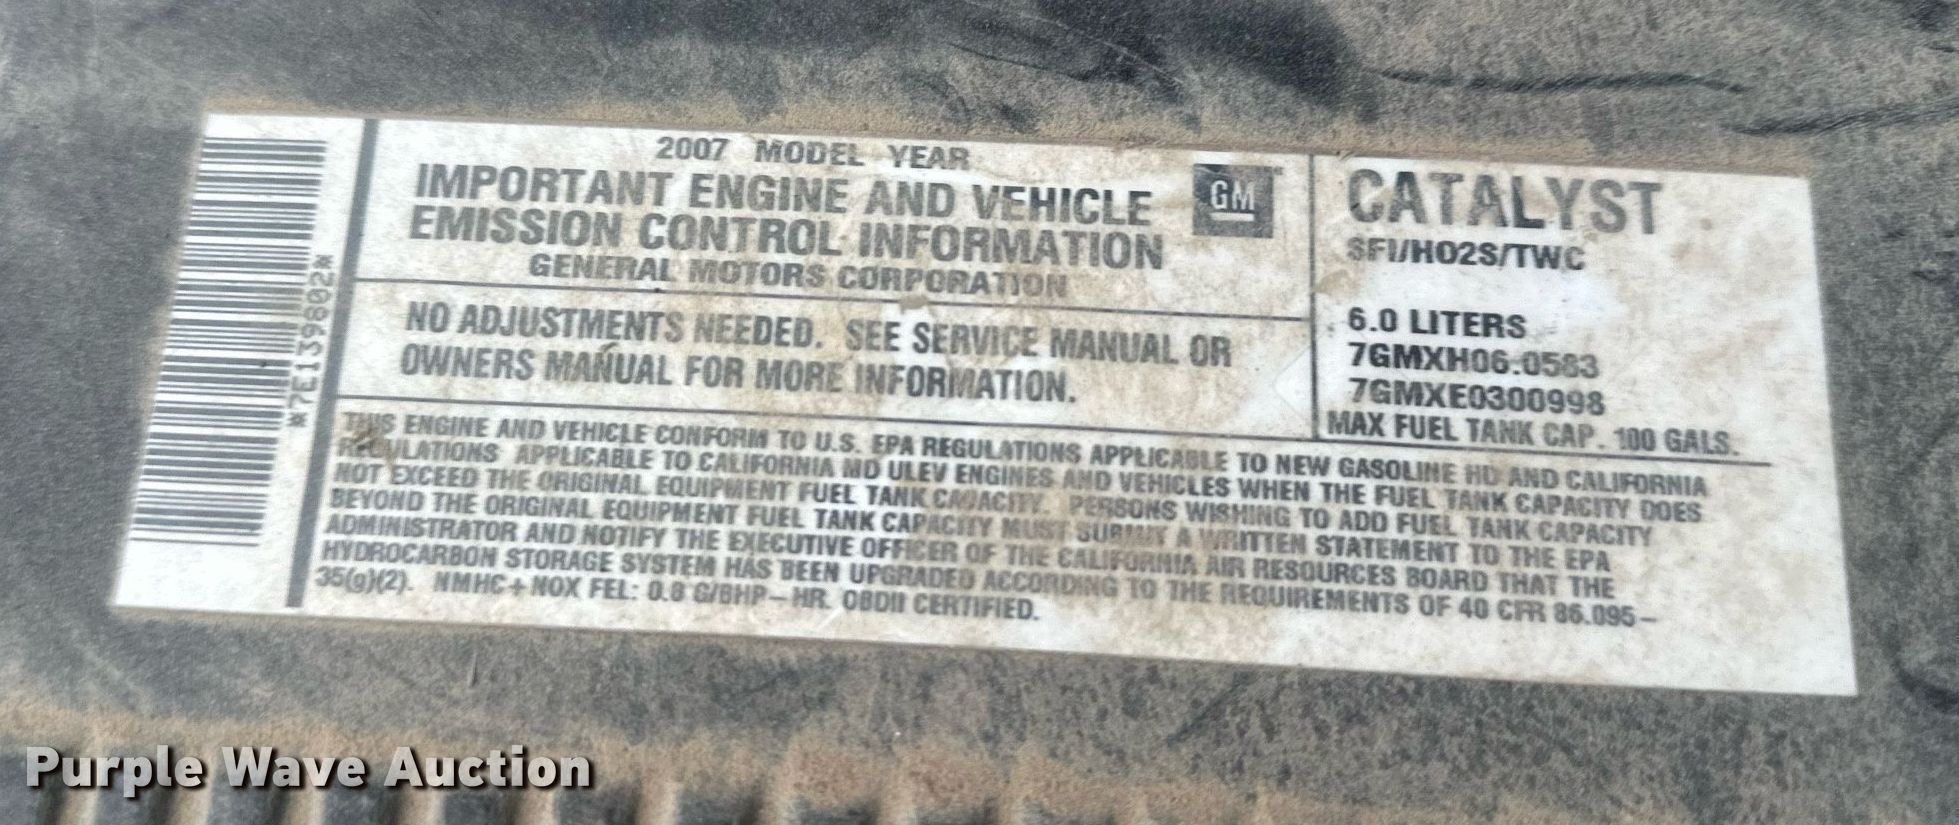 *7E139802*
2007 MODEL YEAR
IMPORTANT ENGINE AND VEHICLE
EMISSION CONTROL INFORMATION
GENERAL MOTORS CORPORATION
GM
NO ADJUSTMENTS NEEDED. SEE SERVICE MANUAL OR
OWNERS MANUAL FOR MORE INFORMATION.
CATALYST
SFI/HO2S/TWC
6.0 LITERS
7GMXH06.0583
7GMXE0300998
MAX FUEL TANK CAP. 100 GALS.
THIS ENGINE AND VEHICLE CONFORM TO U.S. EPA REGULATIONS APPLICABLE TO NEW GASOLINE HD AND CALIFORNIA
REGULATIONS APPLICABLE TO CALIFORNIA MD ULEV ENGINES AND VEHICLES WHEN THE FUEL TANK CAPACITY DOES
NOT EXCEED THE ORIGINAL EQUIPMENT FUEL TANK CAPACITY. PERSONS WISHING TO ADD FUEL TANK CAPACITY
BEYOND THE ORIGINAL EQUIPMENT FUEL TANK CAPACITY MUST SUBMIT A WRITTEN STATEMENT TO THE EPA
ADMINISTRATOR AND NOTIFY THE EXECUTIVE OFFICER OF THE CALIFORNIA AIR RESOURCES BOARD THAT THE
HYDROCARBON STORAGE SYSTEM HAS BEEN UPGRADED ACCORDING TO THE REQUIREMENTS OF 40 CFR 86.095-
35(g)(2). NMHC+NOX FEL: 0.8 G/BHP-HR. OBDII CERTIFIED.
Purple Wave Auction